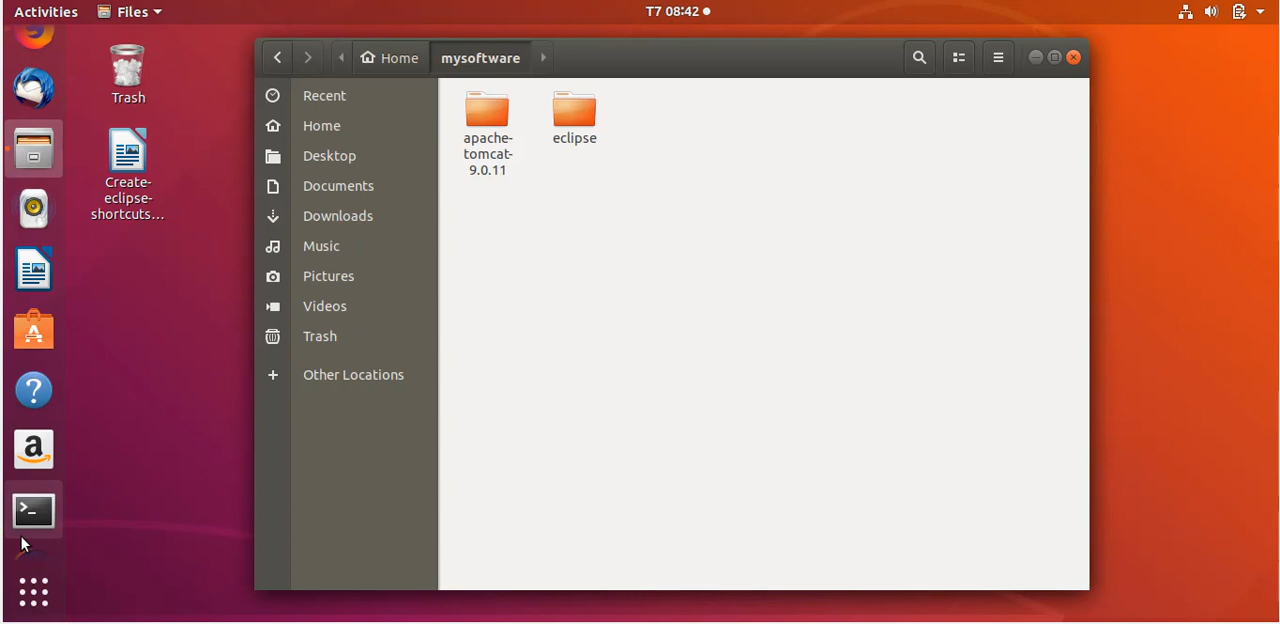 Activities Files T7 08:42
Trash
Create-
eclipse-
shortcuts...
Home mysoftware
Recent
Home
Desktop
Documents
Downloads
Music
Pictures
Videos
Trash
Other Locations
apache-
tomcat-
9.0.11
eclipse